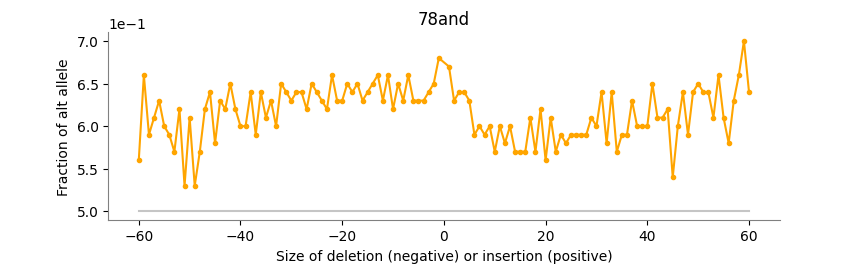 78and
1e−1
7.0
6.5
6.0
5.5
5.0
Fraction of alt allele
−60 −40 −20 0 20 40 60
Size of deletion (negative) or insertion (positive)